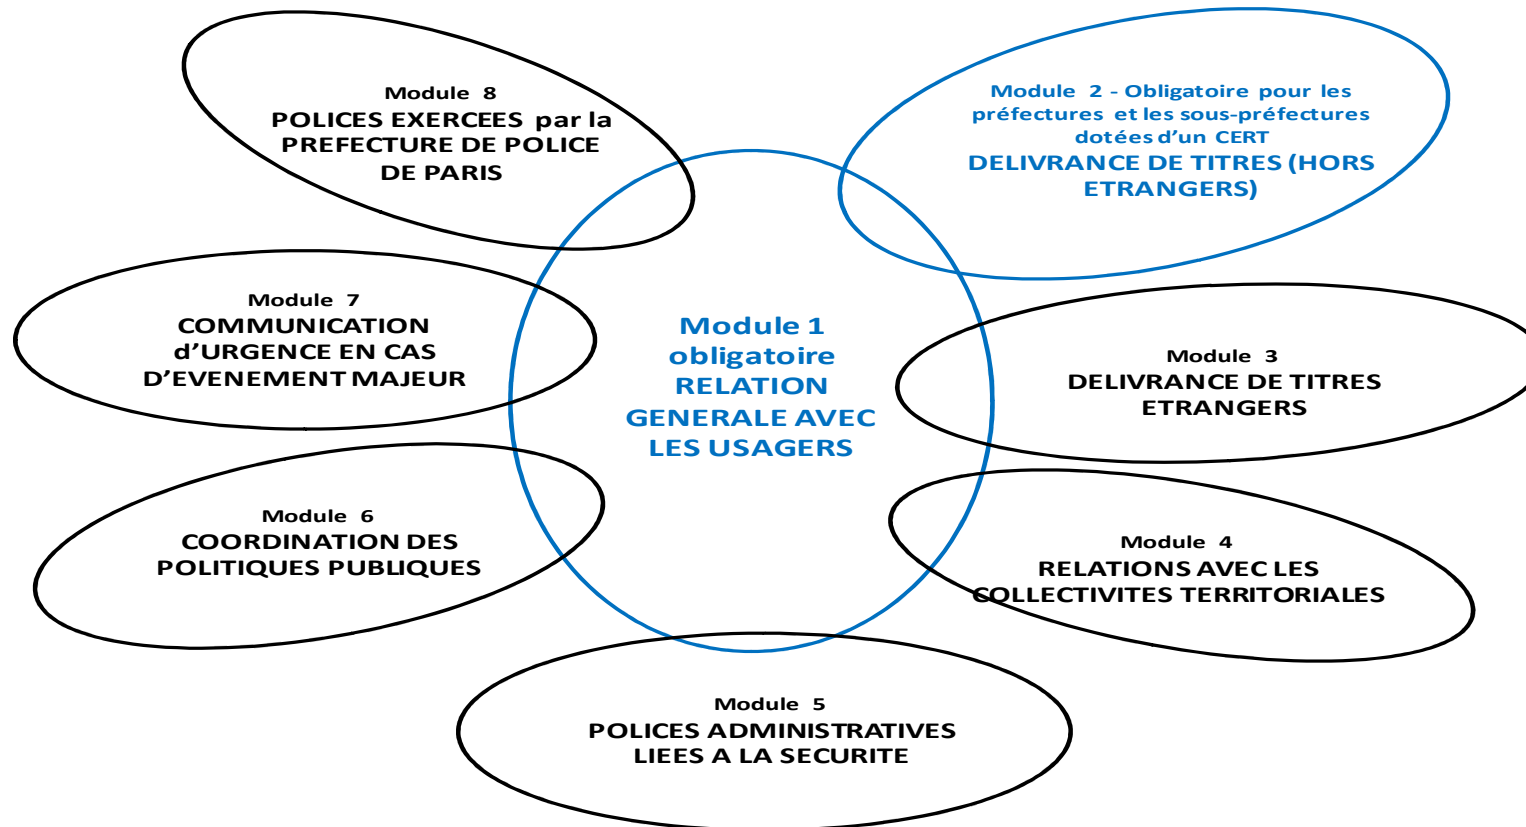 Module 8
POLICES EXERCEES par la
PREFECTURE DE POLICE
DE PARIS
Module 2 - Obligatoire pour les
préfectures et les sous-préfectures
dotées d’un CERT
DELIVRANCE DE TITRES (HORS
ETRANGERS)
Module 7
COMMUNICATION
d’URGENCE EN CAS
D’EVENEMENT MAJEUR
Module 1
obligatoire
RELATION
GENERALE AVEC
LES USAGERS
Module 3
DELIVRANCE DE TITRES
ETRANGERS
Module 6
COORDINATION DES
POLITIQUES PUBLIQUES
Module 4
RELATIONS AVEC LES
COLLECTIVITES TERRITORIALES
Module 5
POLICES ADMINISTRATIVES
LIEES A LA SECURITE